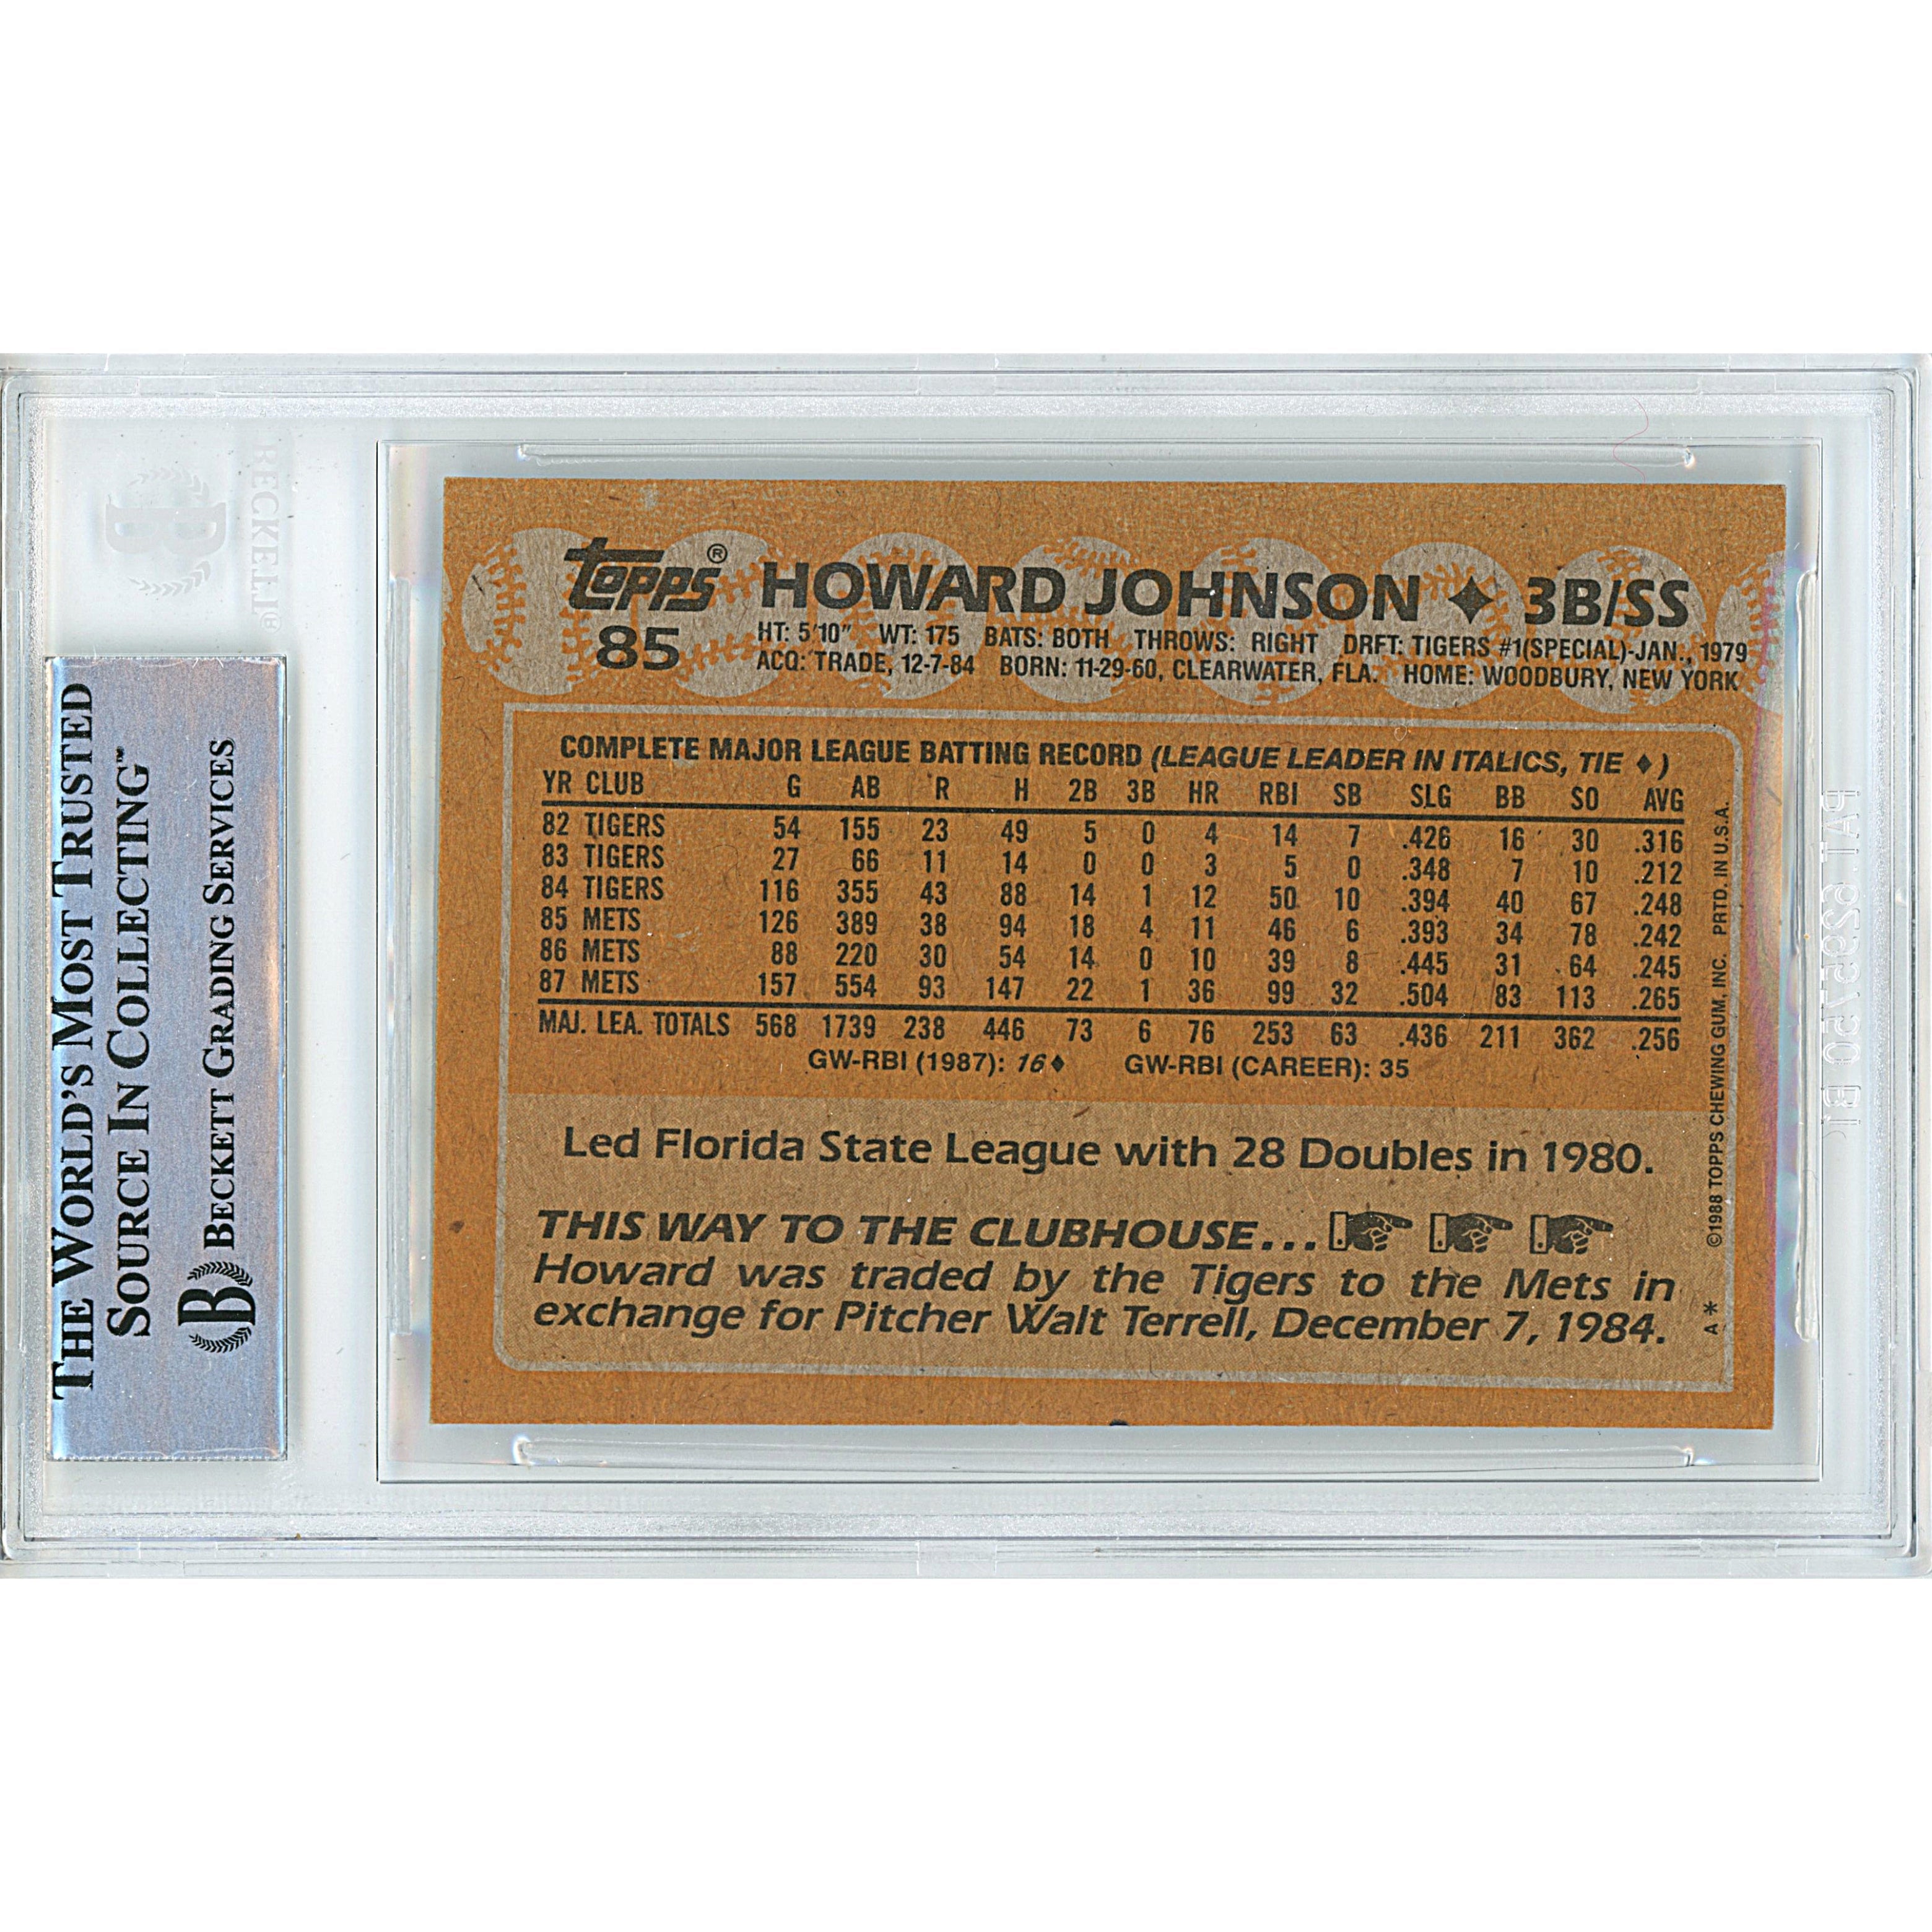 THE WORLD'S MOST TRUSTED
SOURCE IN COLLECTING™
B BECKETT GRADING SERVICES
B
BECKETT®
topps® HOWARD JOHNSON ✦ 3B/SS
85
HT: 5'10" WT: 175 BATS: BOTH THROWS: RIGHT DRFT: TIGERS #1(SPECIAL)-JAN., 1979
ACQ: TRADE, 12-7-84 BORN: 11-29-60, CLEARWATER, FLA. HOME: WOODBURY, NEW YORK
COMPLETE MAJOR LEAGUE BATTING RECORD (LEAGUE LEADER IN ITALICS, TIE ♦)
YR CLUB G AB R H 2B 3B HR RBI SB SLG BB SO AVG
82 TIGERS 54 155 23 49 5 0 4 14 7 .426 16 30 .316
83 TIGERS 27 66 11 14 0 0 3 5 0 .348 7 10 .212
84 TIGERS 116 355 43 88 14 1 12 50 10 .394 40 67 .248
85 METS 126 389 38 94 18 4 11 46 6 .393 34 78 .242
86 METS 88 220 30 54 14 0 10 39 8 .445 31 64 .245
87 METS 157 554 93 147 22 1 36 99 32 .504 83 113 .265
MAJ. LEA. TOTALS 568 1739 238 446 73 6 76 253 63 .436 211 362 .256
GW-RBI (1987): 16♦ GW-RBI (CAREER): 35
Led Florida State League with 28 Doubles in 1980.
THIS WAY TO THE CLUBHOUSE...
Howard was traded by the Tigers to the Mets in
exchange for Pitcher Walt Terrell, December 7, 1984.
©1988 TOPPS CHEWING GUM, INC. PRTD. IN U.S.A.
A*